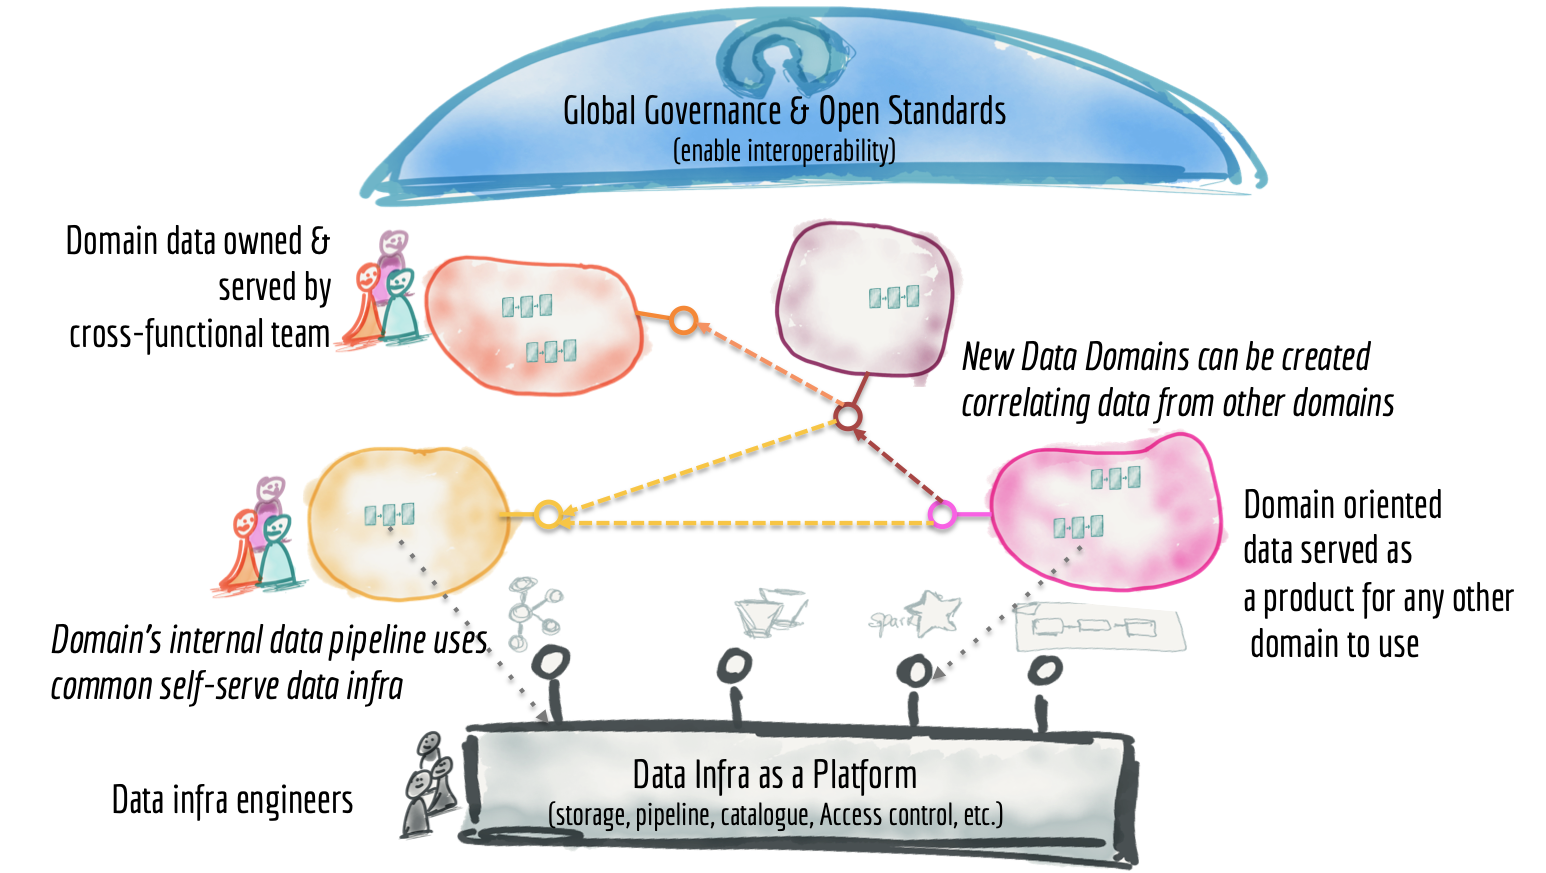 Global Governance & Open Standards
(enable interoperability)
Domain data owned &
served by
cross-functional team
New Data Domains can be created
correlating data from other domains
Domain oriented
data served as
a product for any other
domain to use
Spark
Domain's internal data pipeline uses
common self-serve data infra
Data infra engineers
Data Infra as a Platform
(storage, pipeline, catalogue, Access control, etc.)